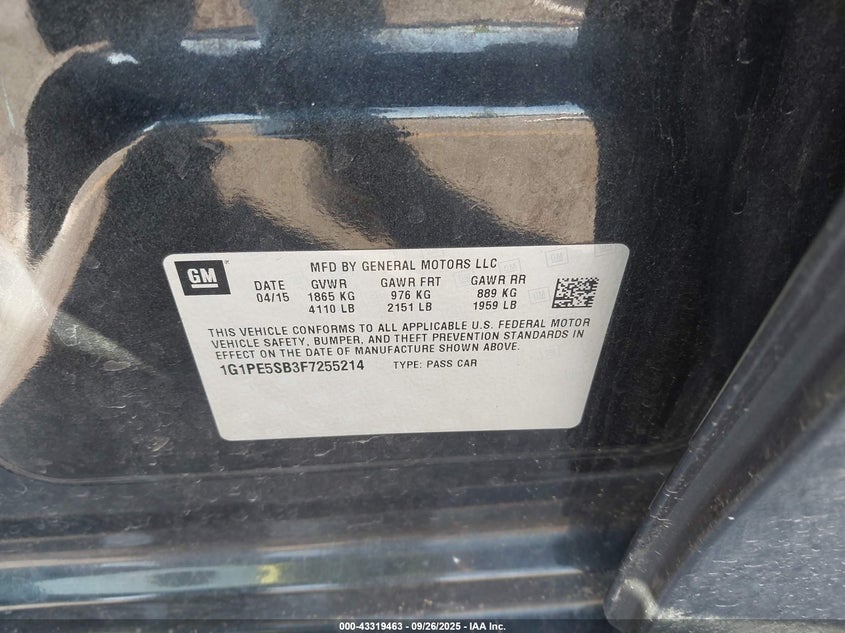 GM
MFD BY GENERAL MOTORS LLC
DATE GVWR GAWR FRT GAWR RR
04/15 1865 KG 976 KG 889 KG
4110 LB 2151 LB 1959 LB
THIS VEHICLE CONFORMS TO ALL APPLICABLE U.S. FEDERAL MOTOR
VEHICLE SAFETY, BUMPER, AND THEFT PREVENTION STANDARDS IN
EFFECT ON THE DATE OF MANUFACTURE SHOWN ABOVE.
1G1PE5SB3F7255214 TYPE: PASS CAR
000-43319463 - 09/26/2025 - IAA Inc.